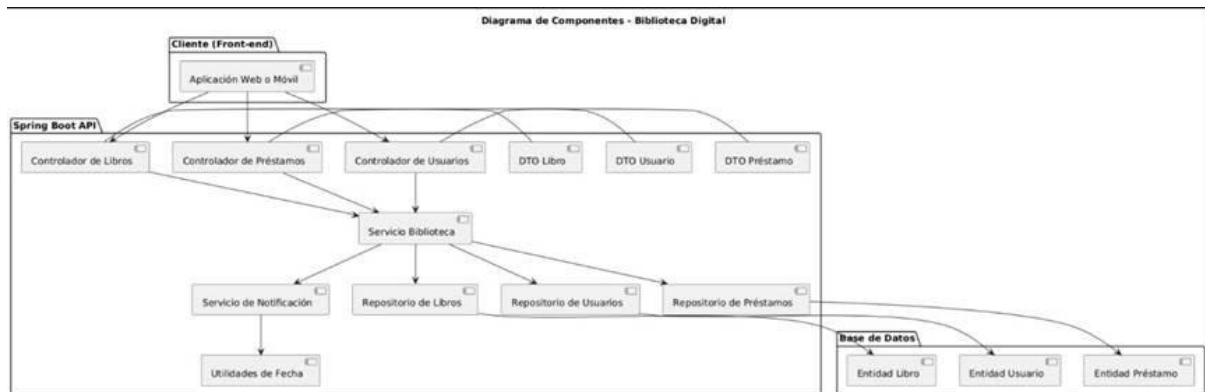 Diagrama de Componentes - Biblioteca Digital
Cliente (Front-end)
Aplicación Web o Móvil
Spring Boot API
Controlador de Libros
Controlador de Préstamos
Controlador de Usuarios
DTO Libro
DTO Usuario
DTO Préstamo
Servicio Biblioteca
Servicio de Notificación
Repositorio de Libros
Repositorio de Usuarios
Repositorio de Préstamos
Base de Datos
Utilidades de Fecha
Entidad Libro
Entidad Usuario
Entidad Préstamo